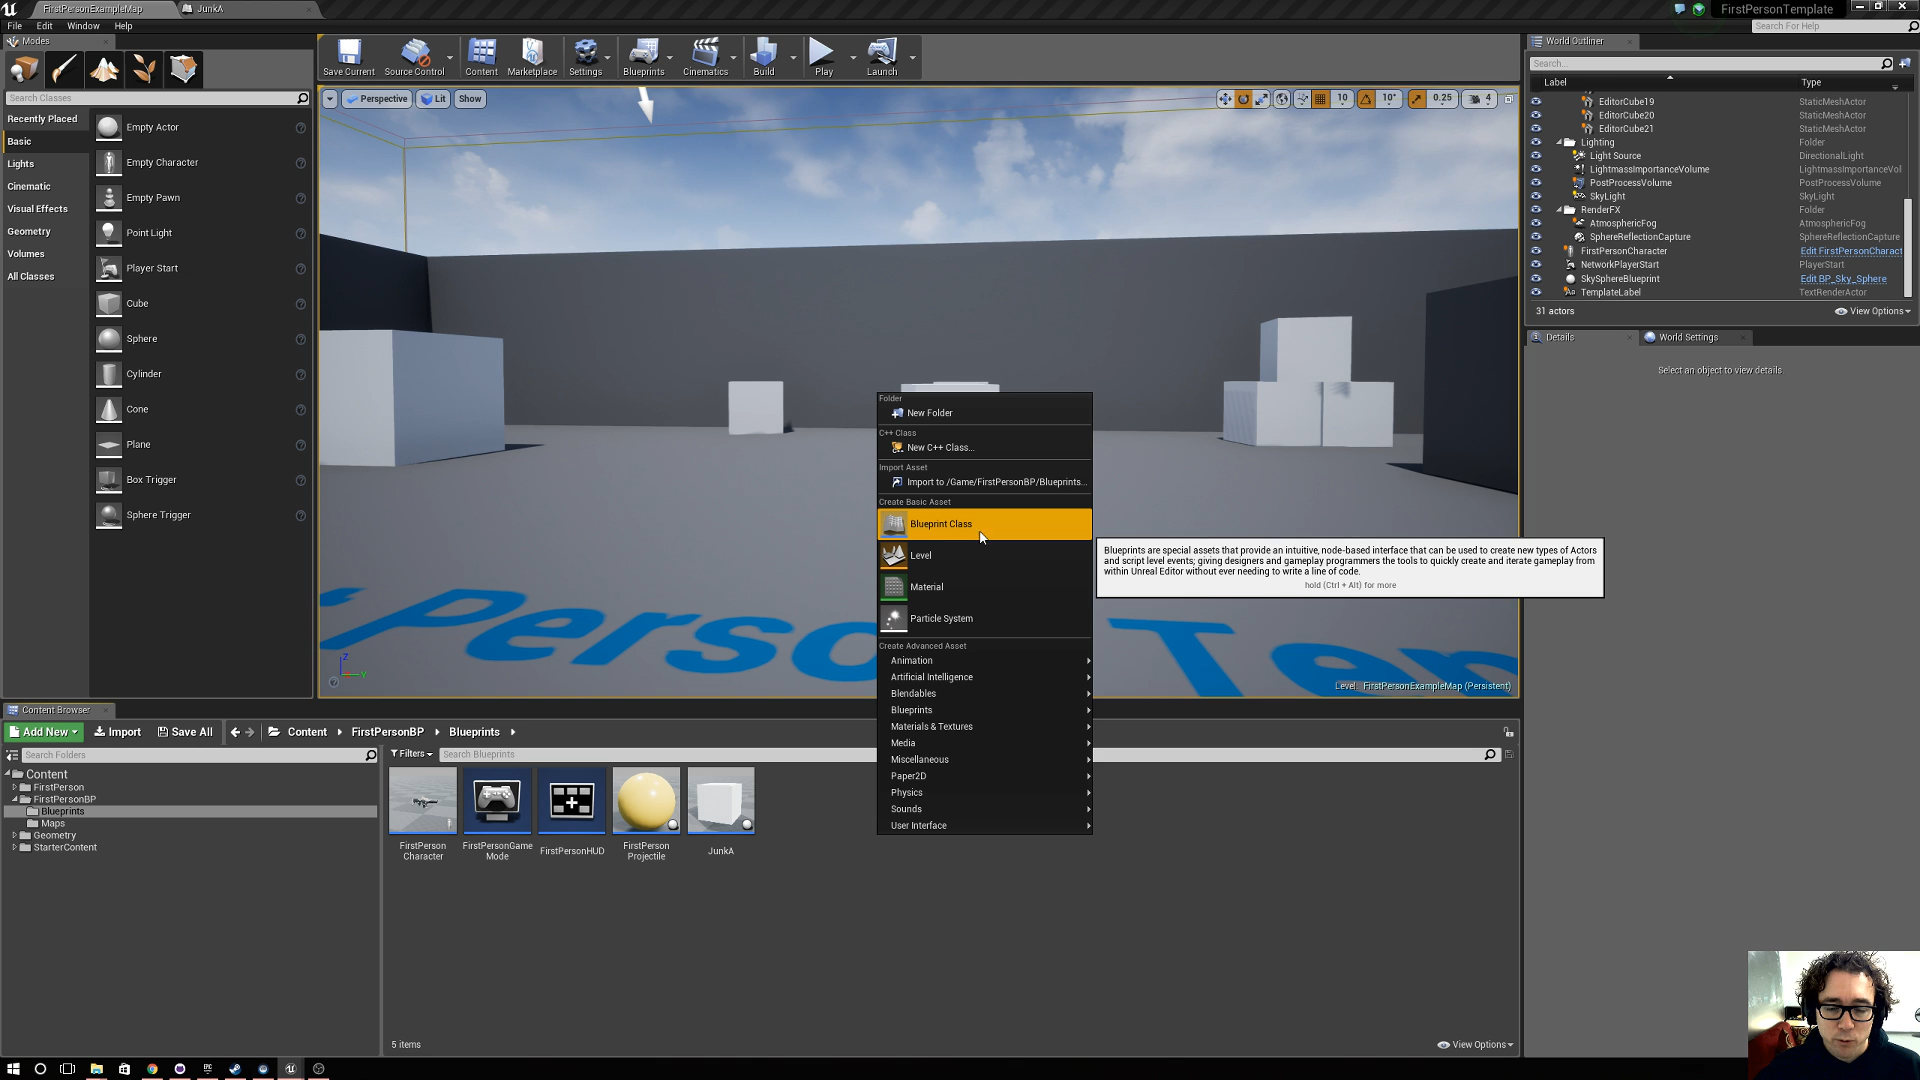 FirstPersonExampleMap
JunkA
FirstPersonTemplate
File Edit Window Help
Search For Help
Modes
Save Current
Source Control
Content
Marketplace
Settings
Blueprints
Cinematics
Build
Play
Launch
World Outliner
Search...
Label Type
Search Classes
Recently Placed
Basic
Lights
Cinematic
Visual Effects
Geometry
Volumes
All Classes
Empty Actor
Empty Character
Empty Pawn
Point Light
Player Start
Cube
Sphere
Cylinder
Cone
Plane
Box Trigger
Sphere Trigger
Perspective
Lit
Show
10
10°
0.25
4
EditorCube19 StaticMeshActor
EditorCube20 StaticMeshActor
EditorCube21 StaticMeshActor
Lighting Folder
Light Source DirectionalLight
LightmassImportanceVolume LightmassImportanceVol
PostProcessVolume PostProcessVolume
SkyLight SkyLight
RenderFX Folder
AtmosphericFog AtmosphericFog
SphereReflectionCapture SphereReflectionCapture
FirstPersonCharacter Edit FirstPersonCharact
NetworkPlayerStart PlayerStart
SkySphereBlueprint Edit BP_Sky_Sphere
TemplateLabel TextRenderActor
31 actors
View Options
Details
World Settings
Select an object to view details
Folder
New Folder
C++ Class
New C++ Class...
Import Asset
Import to /Game/FirstPersonBP/Blueprints...
Create Basic Asset
Blueprint Class
Level
Material
Particle System
Create Advanced Asset
Animation
Artificial Intelligence
Blendables
Blueprints
Materials & Textures
Media
Miscellaneous
Paper2D
Physics
Sounds
User Interface
Blueprints are special assets that provide an intuitive, node-based interface that can be used to create new types of Actors
and script level events; giving designers and gameplay programmers the tools to quickly create and iterate gameplay from
within Unreal Editor without ever needing to write a line of code.
hold (Ctrl + Alt) for more
Perso
Tem
Z
Y
Level: FirstPersonExampleMap (Persistent)
Content Browser
Add New
Import
Save All
Content
FirstPersonBP
Blueprints
Search Folders
Filters
Search Blueprints
Content
FirstPerson
FirstPersonBP
Blueprints
Maps
Geometry
StarterContent
FirstPerson
Character
FirstPersonGame
Mode
FirstPersonHUD
FirstPerson
Projectile
JunkA
5 items
View Options